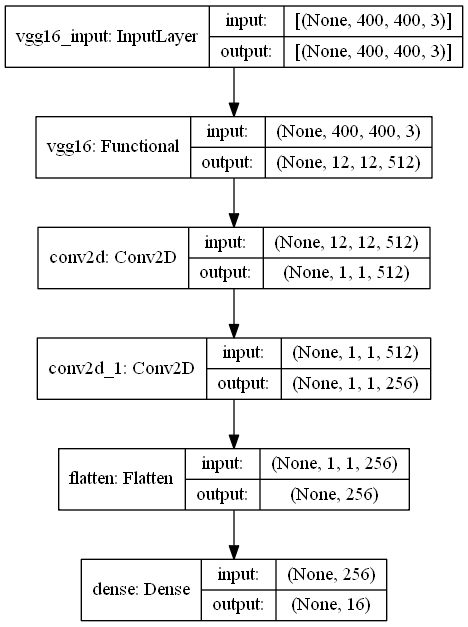 vgg16_input: InputLayer
input: [(None, 400, 400, 3)]
output: [(None, 400, 400, 3)]
vgg16: Functional
input: (None, 400, 400, 3)
output: (None, 12, 12, 512)
conv2d: Conv2D
input: (None, 12, 12, 512)
output: (None, 1, 1, 512)
conv2d_1: Conv2D
input: (None, 1, 1, 512)
output: (None, 1, 1, 256)
flatten: Flatten
input: (None, 1, 1, 256)
output: (None, 256)
dense: Dense
input: (None, 256)
output: (None, 16)